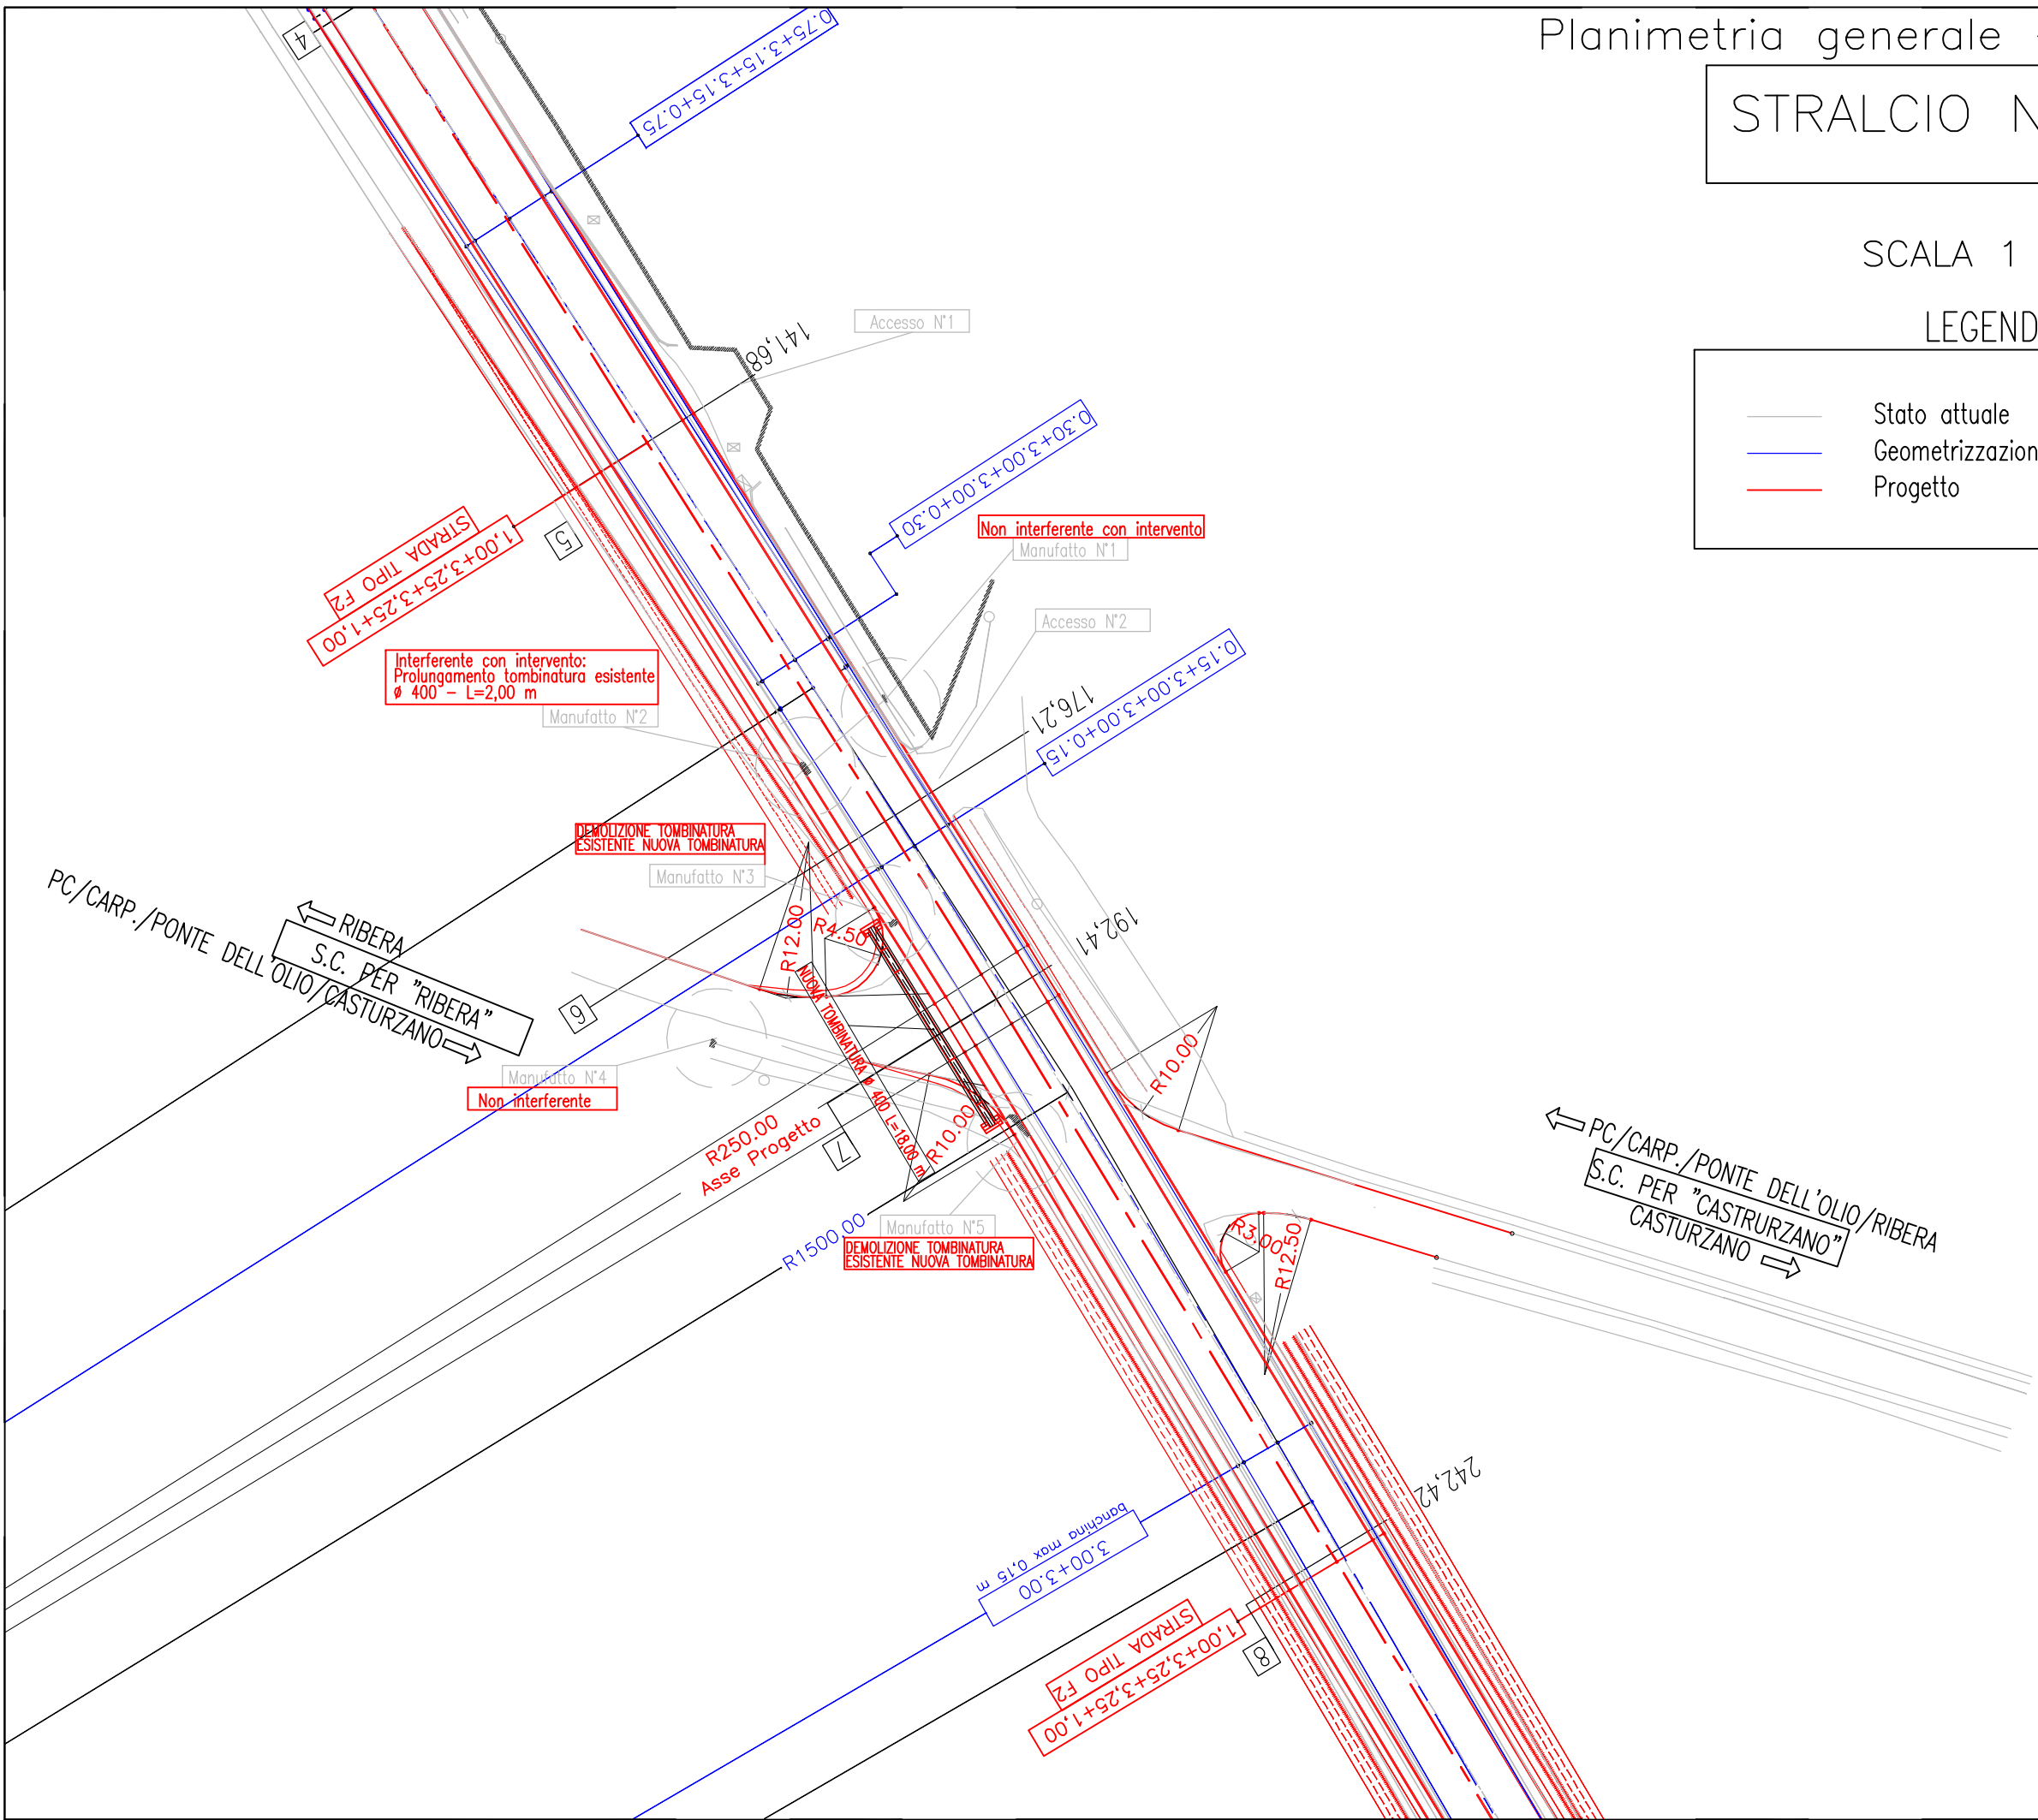 Planimetria generale
STRALCIO N
SCALA 1
LEGEND
Stato attuale
Geometrizzazion
Progetto
4
0.75+3.15+3.15+0.75
Accesso N°1
141,68
0.30+3.00+3.00+0.30
STRADA TIPO F2
1,00+3,25+3,25+1,00
5
Non interferente con intervento
Manufatto N°1
Accesso N°2
Interferente con intervento:
Prolungamento tombinatura esistente
ø 400 - L=2,00 m
Manufatto N°2
176,21
0.15+3.00+3.00+0.15
DEMOLIZIONE TOMBINATURA
ESISTENTE NUOVA TOMBINATURA
Manufatto N°3
RIBERA
S.C. PER "RIBERA"
PC/CARP./PONTE DELL'OLIO/CASTURZANO
R12.00
R4.50
192,41
6
NUOVA TOMBINATURA ø 400 L=18,00 m
Manufatto N°4
Non interferente
R10.00
R10.00
R250.00
Asse Progetto
7
PC/CARP./PONTE DELL'OLIO/RIBERA
S.C. PER "CASTRURZANO"
CASTURZANO
R1500.00
Manufatto N°5
DEMOLIZIONE TOMBINATURA
ESISTENTE NUOVA TOMBINATURA
R3.00
R12.50
242,42
banchina max 0,15 m
3.00+3.00
STRADA TIPO F2
1,00+3,25+3,25+1,00
8